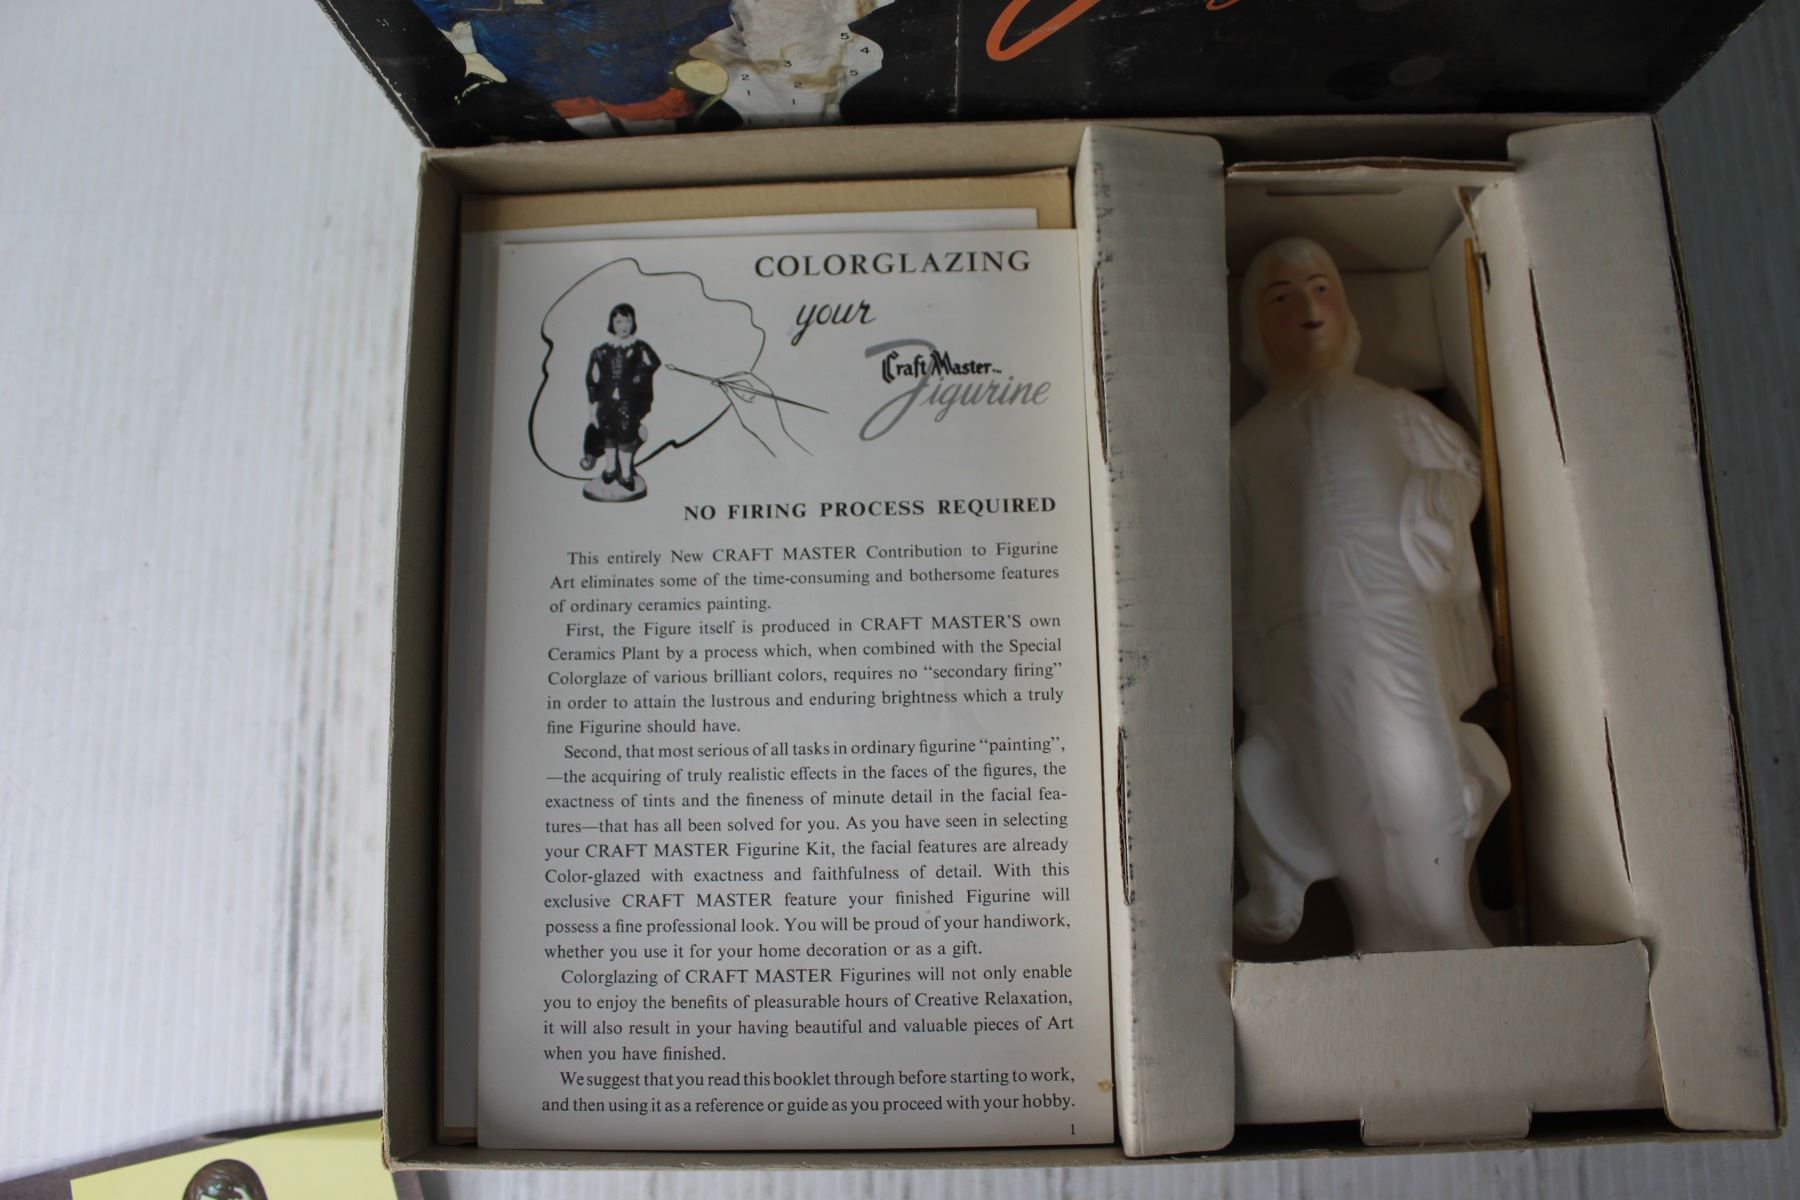 5
4
3
5
2
2
1
1
1
COLORGLAZING
your
Craft Master™
Figurine
NO FIRING PROCESS REQUIRED
This entirely New CRAFT MASTER Contribution to Figurine
Art eliminates some of the time-consuming and bothersome features
of ordinary ceramics painting.
First, the Figure itself is produced in CRAFT MASTER'S own
Ceramics Plant by a process which, when combined with the Special
Colorglaze of various brilliant colors, requires no “secondary firing”
in order to attain the lustrous and enduring brightness which a truly
fine Figurine should have.
Second, that most serious of all tasks in ordinary figurine “painting”,
—the acquiring of truly realistic effects in the faces of the figures, the
exactness of tints and the fineness of minute detail in the facial fea-
tures—that has all been solved for you. As you have seen in selecting
your CRAFT MASTER Figurine Kit, the facial features are already
Color-glazed with exactness and faithfulness of detail. With this
exclusive CRAFT MASTER feature your finished Figurine will
possess a fine professional look. You will be proud of your handiwork,
whether you use it for your home decoration or as a gift.
Colorglazing of CRAFT MASTER Figurines will not only enable
you to enjoy the benefits of pleasurable hours of Creative Relaxation,
it will also result in your having beautiful and valuable pieces of Art
when you have finished.
We suggest that you read this booklet through before starting to work,
and then using it as a reference or guide as you proceed with your hobby.
1